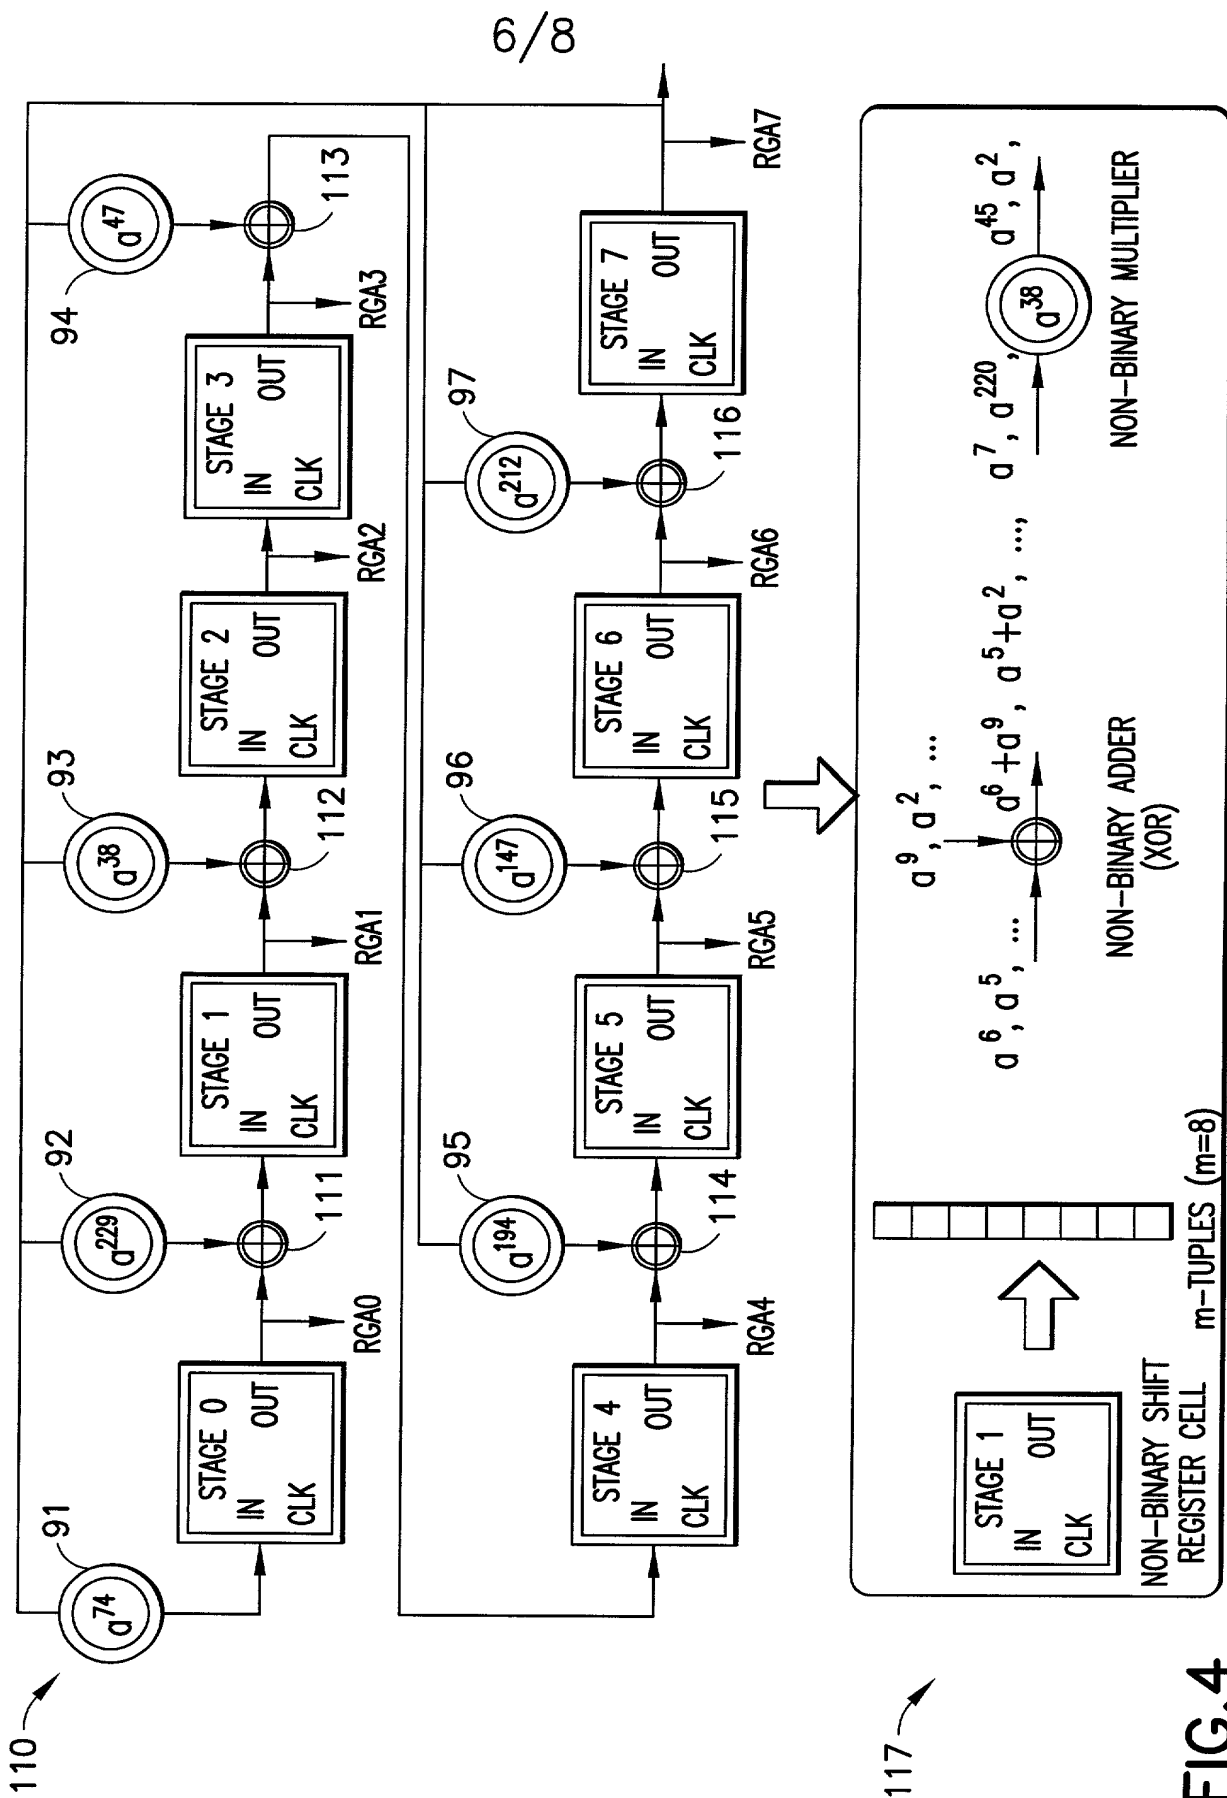 6/8
110
91
a^74
92
a^229
93
a^38
94
a^47
STAGE 0
IN OUT
CLK
RGA0
111
STAGE 1
IN OUT
CLK
RGA1
112
STAGE 2
IN OUT
CLK
RGA2
STAGE 3
IN OUT
CLK
RGA3
113
95
a^194
96
a^147
97
a^212
STAGE 4
IN OUT
CLK
RGA4
114
STAGE 5
IN OUT
CLK
RGA5
115
STAGE 6
IN OUT
CLK
RGA6
116
STAGE 7
IN OUT
CLK
RGA7
117
STAGE 1
IN OUT
CLK
NON-BINARY SHIFT
REGISTER CELL
m-TUPLES (m=8)
a^9, a^2, ...
a^6, a^5, ...
a^6+a^9, a^5+a^2, ...,
NON-BINARY ADDER
(XOR)
a^7, a^220,
a^38
a^45, a^2,
NON-BINARY MULTIPLIER
FIG.4